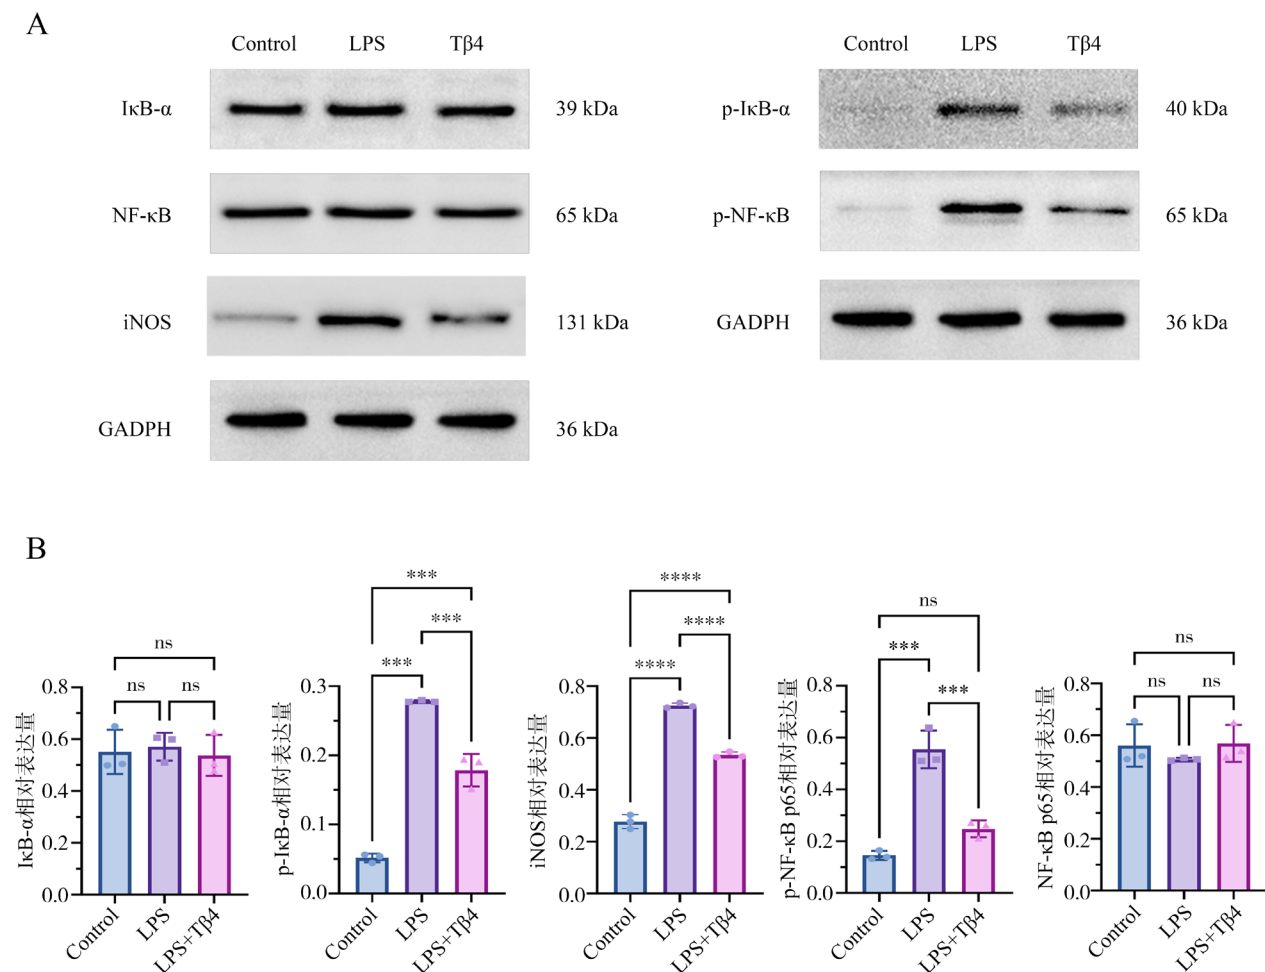 A
Control LPS Tβ4
IκB-α 39 kDa
NF-κB 65 kDa
iNOS 131 kDa
GADPH 36 kDa
Control LPS Tβ4
p-IκB-α 40 kDa
p-NF-κB 65 kDa
GADPH 36 kDa
B
IκB-α相对表达量
0.8
0.6
0.4
0.2
0.0
ns
ns ns
Control LPS LPS+Tβ4
p-IκB-α相对表达量
0.3
0.2
0.1
0.0
***
***
***
Control LPS LPS+Tβ4
iNOS相对表达量
0.8
0.6
0.4
0.2
0.0
****
****
****
Control LPS LPS+Tβ4
p-NF-κB p65相对表达量
0.8
0.6
0.4
0.2
0.0
ns
***
***
Control LPS LPS+Tβ4
NF-κB p65相对表达量
0.8
0.6
0.4
0.2
0.0
ns
ns ns
Control LPS LPS+Tβ4